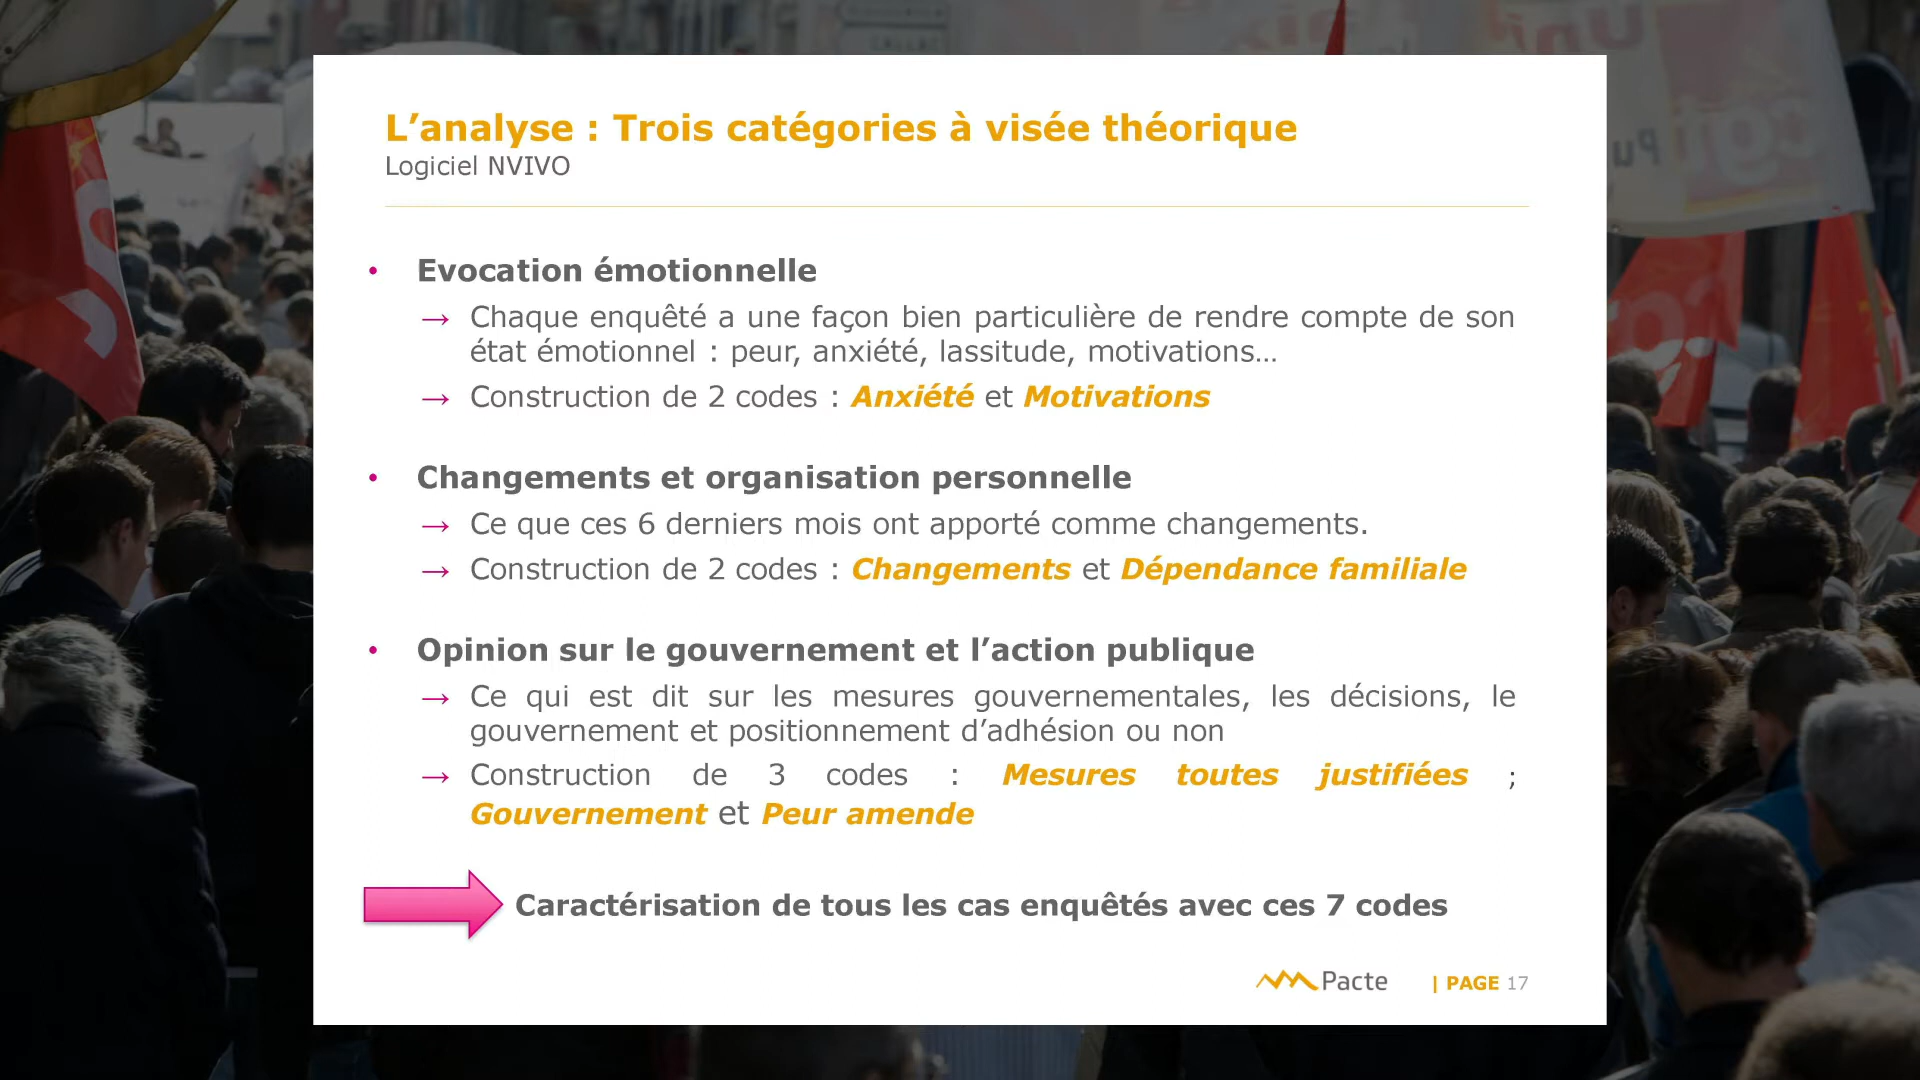 L’analyse : Trois catégories à visée théorique
Logiciel NVIVO
• Evocation émotionnelle
→ Chaque enquêté a une façon bien particulière de rendre compte de son
état émotionnel : peur, anxiété, lassitude, motivations…
→ Construction de 2 codes : Anxiété et Motivations
• Changements et organisation personnelle
→ Ce que ces 6 derniers mois ont apporté comme changements.
→ Construction de 2 codes : Changements et Dépendance familiale
• Opinion sur le gouvernement et l’action publique
→ Ce qui est dit sur les mesures gouvernementales, les décisions, le
gouvernement et positionnement d’adhésion ou non
→ Construction de 3 codes : Mesures toutes justifiées ;
Gouvernement et Peur amende
Caractérisation de tous les cas enquêtés avec ces 7 codes
Pacte
| PAGE 17